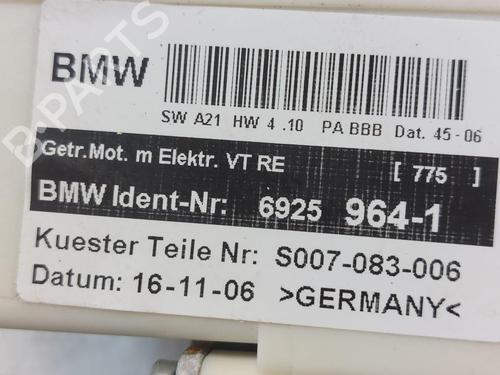 BMW
SW A21 HW 4 .10 PA BBB Dat. 45-06
Getr.Mot. m Elektr. VT RE [ 775 ]
BMW Ident-Nr: 6925 964-1
Kuester Teile Nr: S007-083-006
Datum: 16-11-06 >GERMANY<
B-PARTS